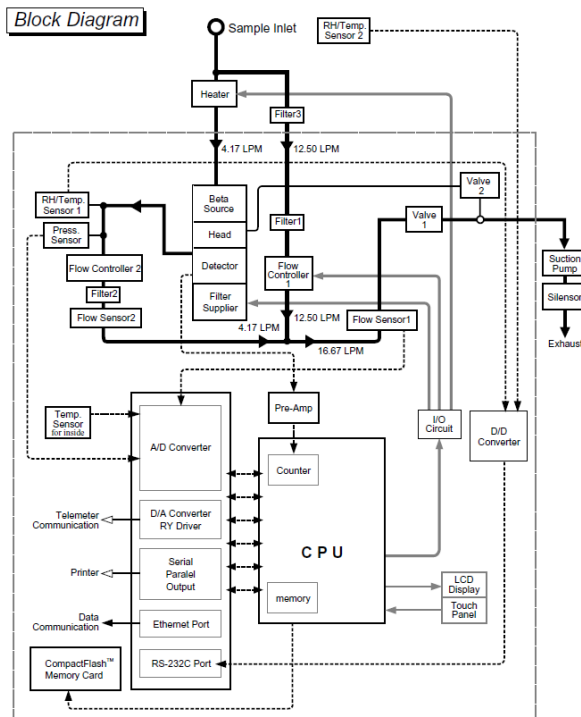 Block Diagram
Sample Inlet
RH/Temp.
Sensor 2
Heater
Filter3
4.17 LPM
12.50 LPM
RH/Temp.
Sensor 1
Press.
Sensor
Beta
Source
Head
Detector
Filter
Supplier
Filter1
Valve
2
Valve
1
Flow Controller 2
Filter2
Flow Sensor2
Flow
Controller
1
Suction
Pump
Silensor
Exhaust
4.17 LPM
12.50 LPM
16.67 LPM
Flow Sensor1
Temp.
Sensor
for inside
A/D Converter
Pre-Amp
Counter
I/O
Circuit
D/D
Converter
Telemeter
Communication
D/A Converter
RY Driver
CPU
Printer
Serial
Paralel
Output
memory
LCD
Display
Touch
Panel
Data
Communication
Ethernet Port
CompactFlash™
Memory Card
RS-232C Port